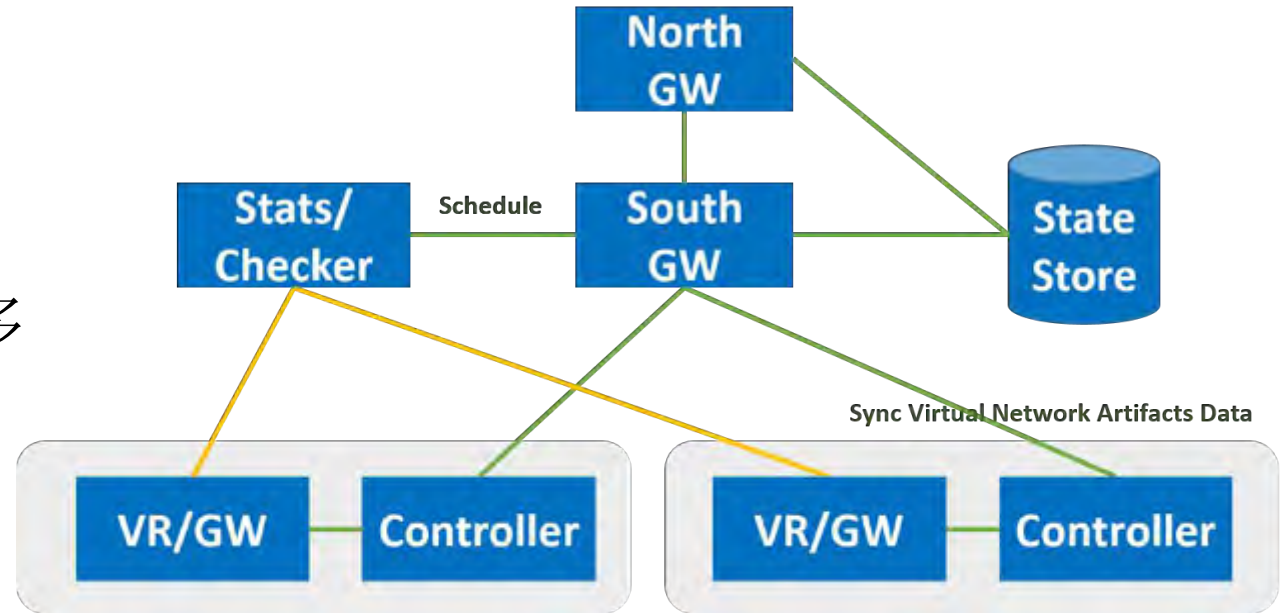 North
GW
Stats/
Checker
Schedule
South
GW
State
Store
Sync Virtual Network Artifacts Data
VR/GW
Controller
VR/GW
Controller